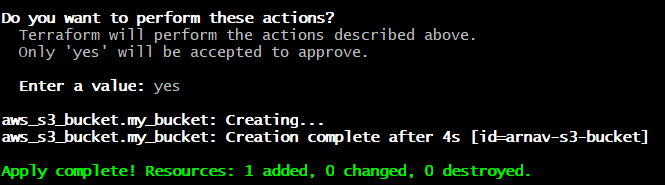 Do you want to perform these actions?
Terraform will perform the actions described above.
Only 'yes' will be accepted to approve.
Enter a value: yes
aws_s3_bucket.my_bucket: Creating...
aws_s3_bucket.my_bucket: Creation complete after 4s [id=arnav-s3-bucket]
Apply complete! Resources: 1 added, 0 changed, 0 destroyed.